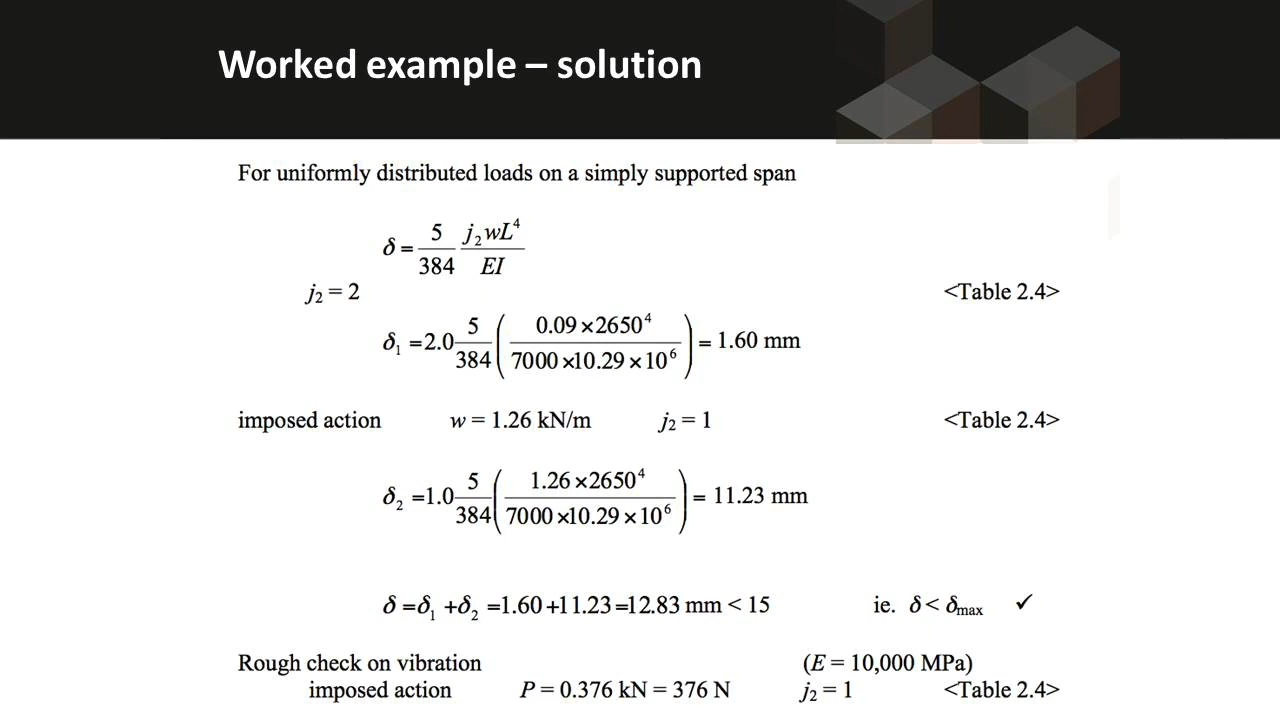 Worked example – solution
For uniformly distributed loads on a simply supported span
δ = 5/384 j₂wL⁴/EI
j₂ = 2 <Table 2.4>
δ₁ =2.0 5/384 ( 0.09 ×2650⁴ / 7000 ×10.29 × 10⁶ ) = 1.60 mm
imposed action w = 1.26 kN/m j₂ = 1 <Table 2.4>
δ₂ =1.0 5/384 ( 1.26 ×2650⁴ / 7000 ×10.29 × 10⁶ ) = 11.23 mm
δ =δ₁ +δ₂ =1.60+11.23=12.83 mm < 15 ie. δ < δmax ✓
Rough check on vibration (E = 10,000 MPa)
imposed action P = 0.376 kN = 376 N j₂ = 1 <Table 2.4>